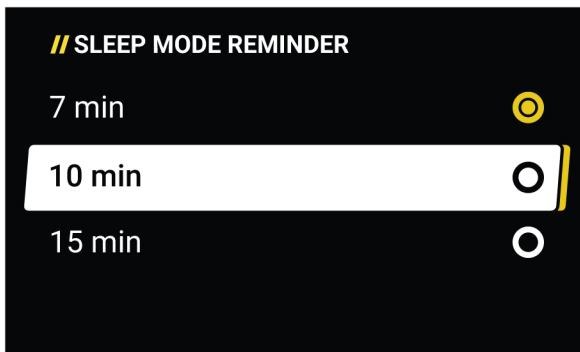 // SLEEP MODE REMINDER
7 min
10 min
15 min